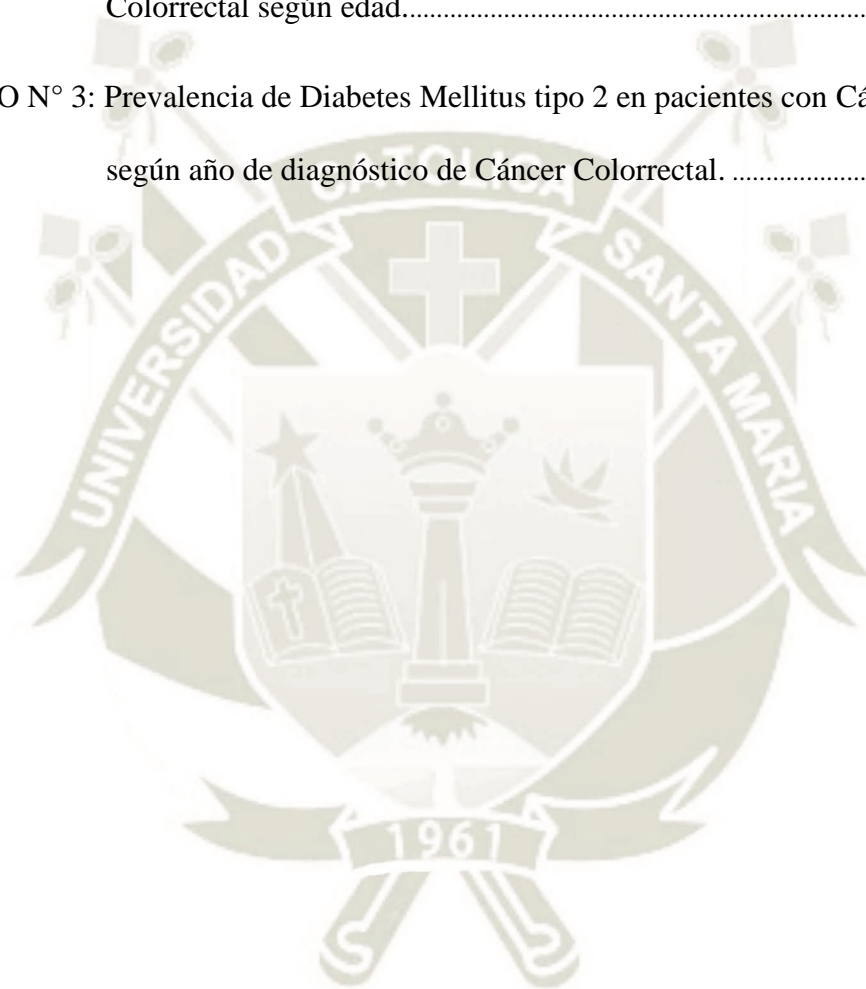 Colorrectal según edad.....................................................................
O N° 3: Prevalencia de Diabetes Mellitus tipo 2 en pacientes con Cá
según año de diagnóstico de Cáncer Colorrectal. ....................
UNIVERSIDAD CATOLICA SANTA MARIA
1961